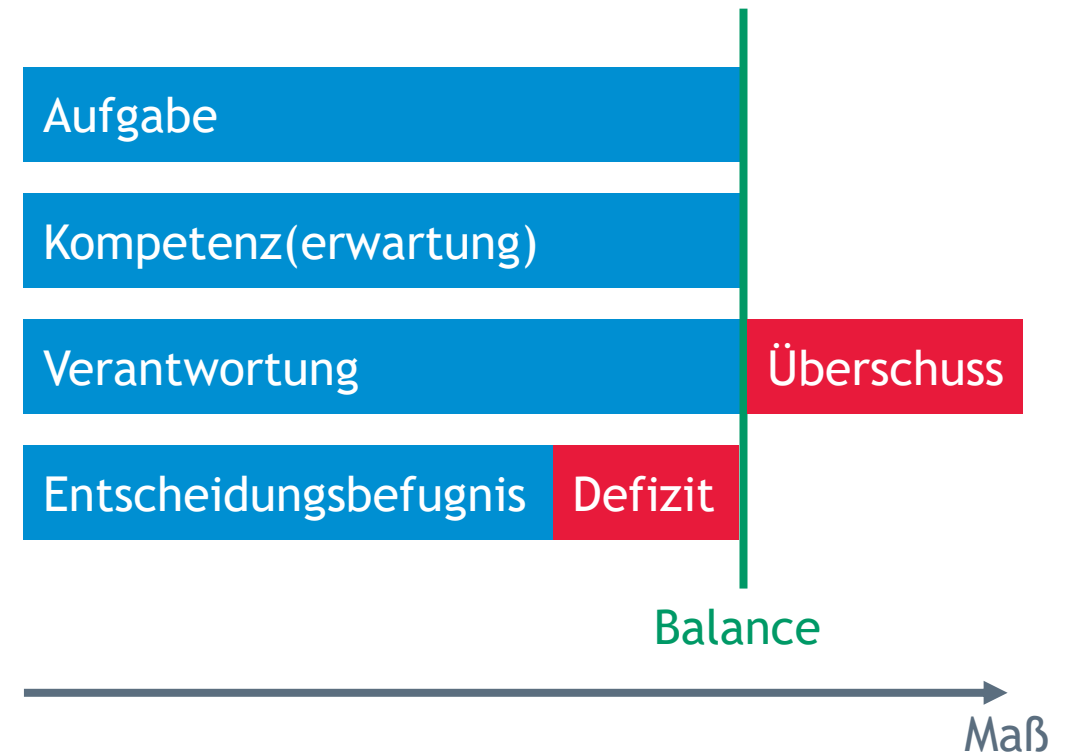 Aufgabe
Kompetenz(erwartung)
Verantwortung Überschuss
Entscheidungsbefugnis Defizit
Balance
Maß